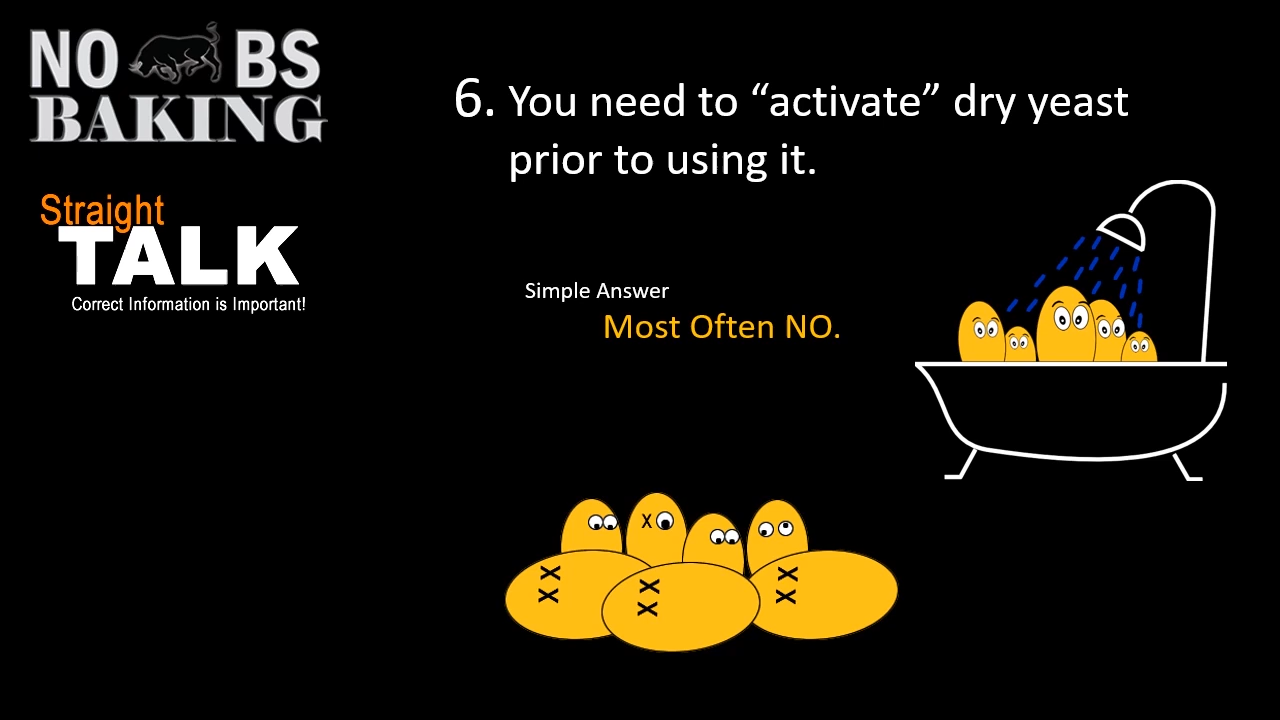 NO BS
BAKING
Straight
TALK
Correct Information is Important!
6. You need to “activate” dry yeast
prior to using it.
Simple Answer
Most Often NO.
x
X
X
X
X
X
X